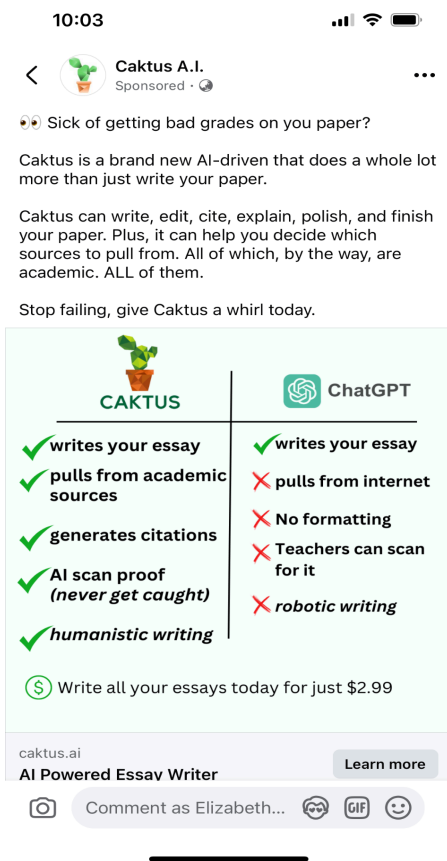 10:03
Caktus A.I.
Sponsored ·
👀 Sick of getting bad grades on you paper?
Caktus is a brand new AI-driven that does a whole lot
more than just write your paper.
Caktus can write, edit, cite, explain, polish, and finish
your paper. Plus, it can help you decide which
sources to pull from. All of which, by the way, are
academic. ALL of them.
Stop failing, give Caktus a whirl today.
CAKTUS
writes your essay
pulls from academic
sources
generates citations
AI scan proof
(never get caught)
humanistic writing
ChatGPT
writes your essay
pulls from internet
No formatting
Teachers can scan
for it
robotic writing
$ Write all your essays today for just $2.99
caktus.ai
AI Powered Essay Writer
Learn more
Comment as Elizabeth...
GIF